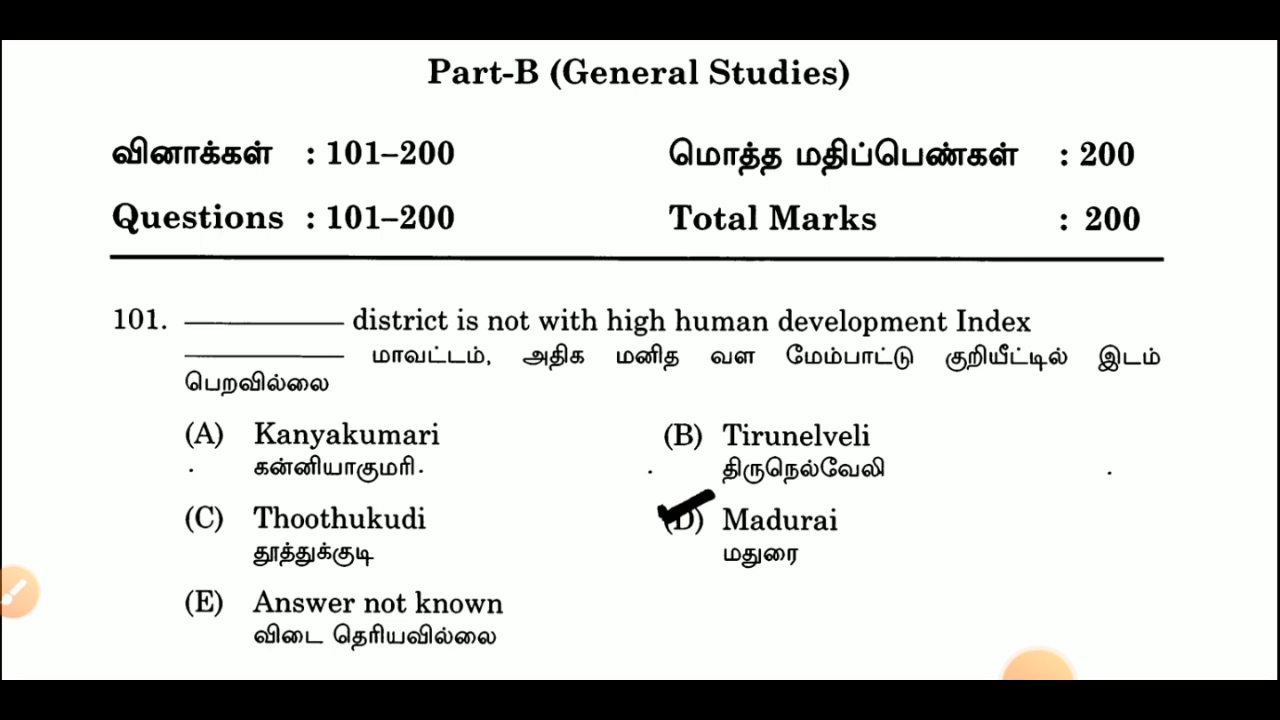 Part-B (General Studies)
வினாக்கள் : 101–200 மொத்த மதிப்பெண்கள் : 200
Questions : 101–200 Total Marks : 200
101. ________ district is not with high human development Index
________ மாவட்டம், அதிக மனித வள மேம்பாட்டு குறியீட்டில் இடம்
பெறவில்லை
(A) Kanyakumari (B) Tirunelveli
கன்னியாகுமரி திருநெல்வேலி
(C) Thoothukudi (D) Madurai
தூத்துக்குடி மதுரை
(E) Answer not known
விடை தெரியவில்லை